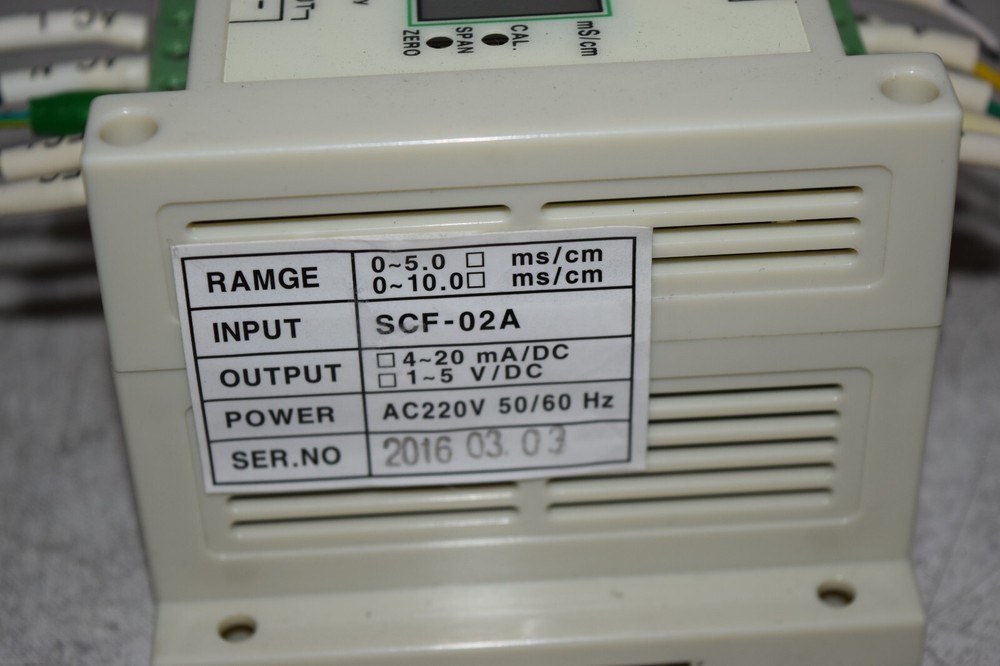 mS/cm
CAL.
SPAN
ZERO
RAMGE
0~5.0 □ ms/cm
0~10.0□ ms/cm
INPUT
SCF-02A
OUTPUT
□ 4~20 mA/DC
□ 1~5 V/DC
POWER
AC220V 50/60 Hz
SER.NO
2016 03. 03